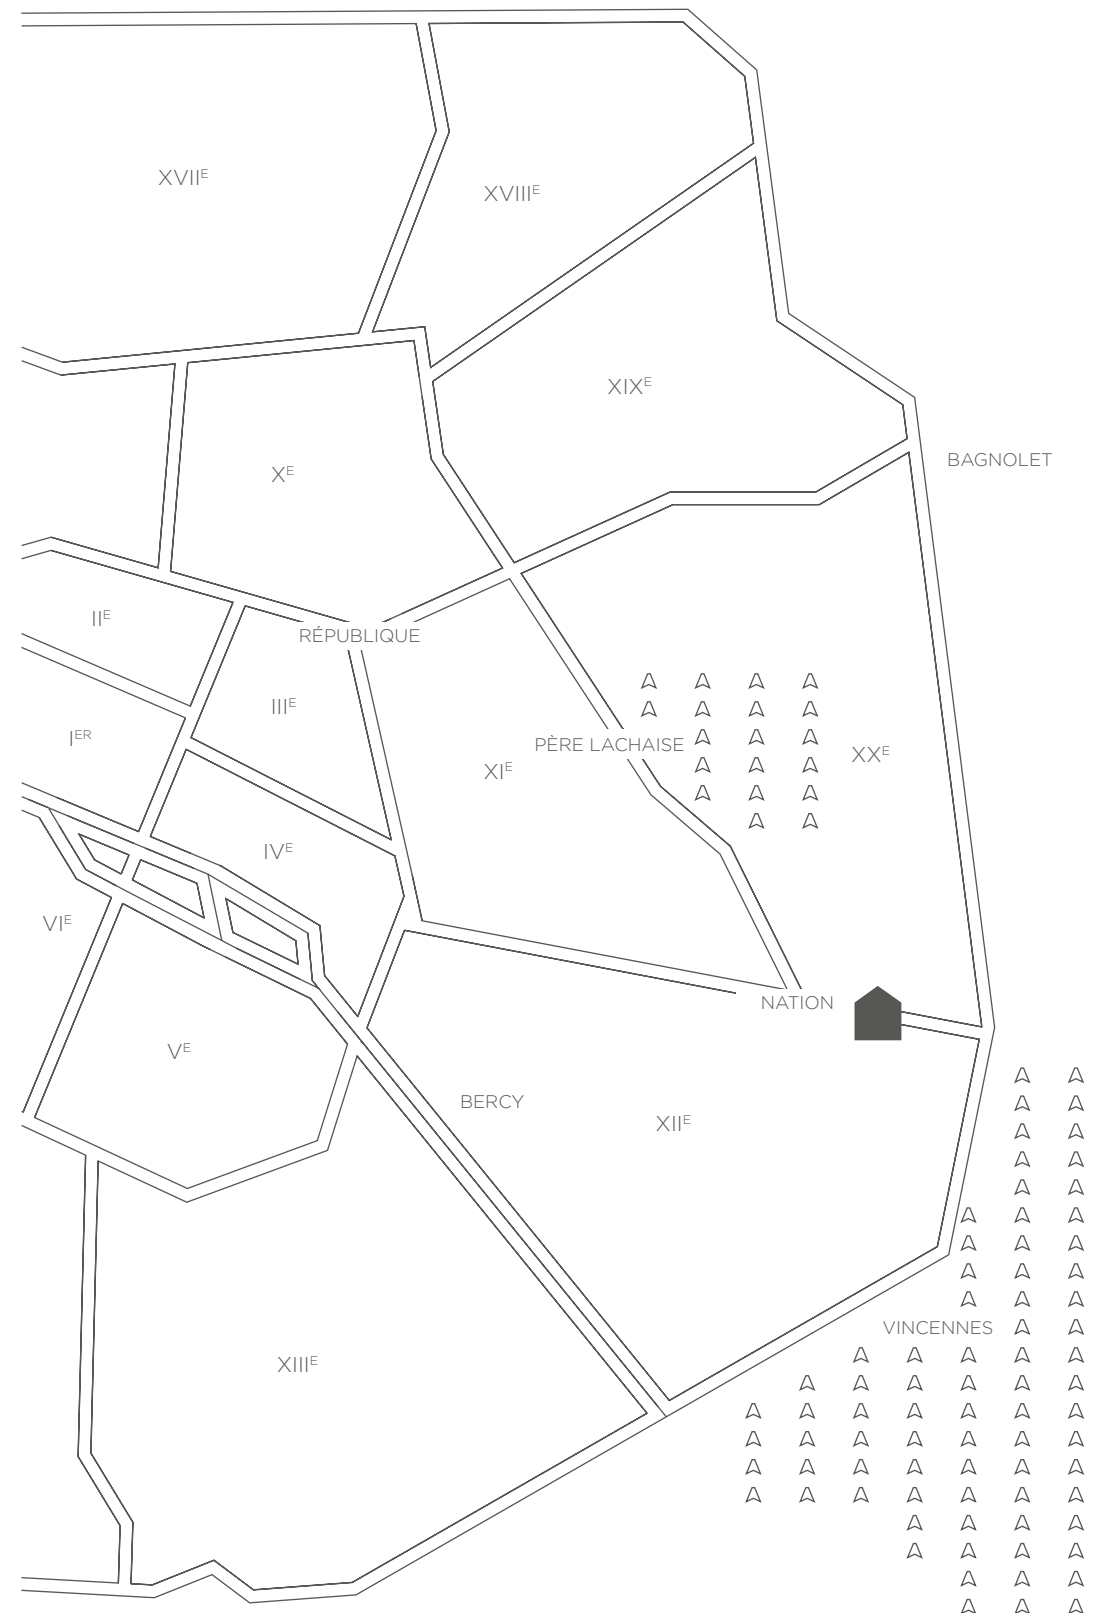 XVIIᴱ
XVIIIᴱ
XIXᴱ
BAGNOLET
Xᴱ
IIᴱ
RÉPUBLIQUE
IIIᴱ
Iᴱᴿ
PÈRE LACHAISE
XXᴱ
XIᴱ
IVᴱ
VIᴱ
NATION
Vᴱ
BERCY
XIIᴱ
VINCENNES
XIIIᴱ